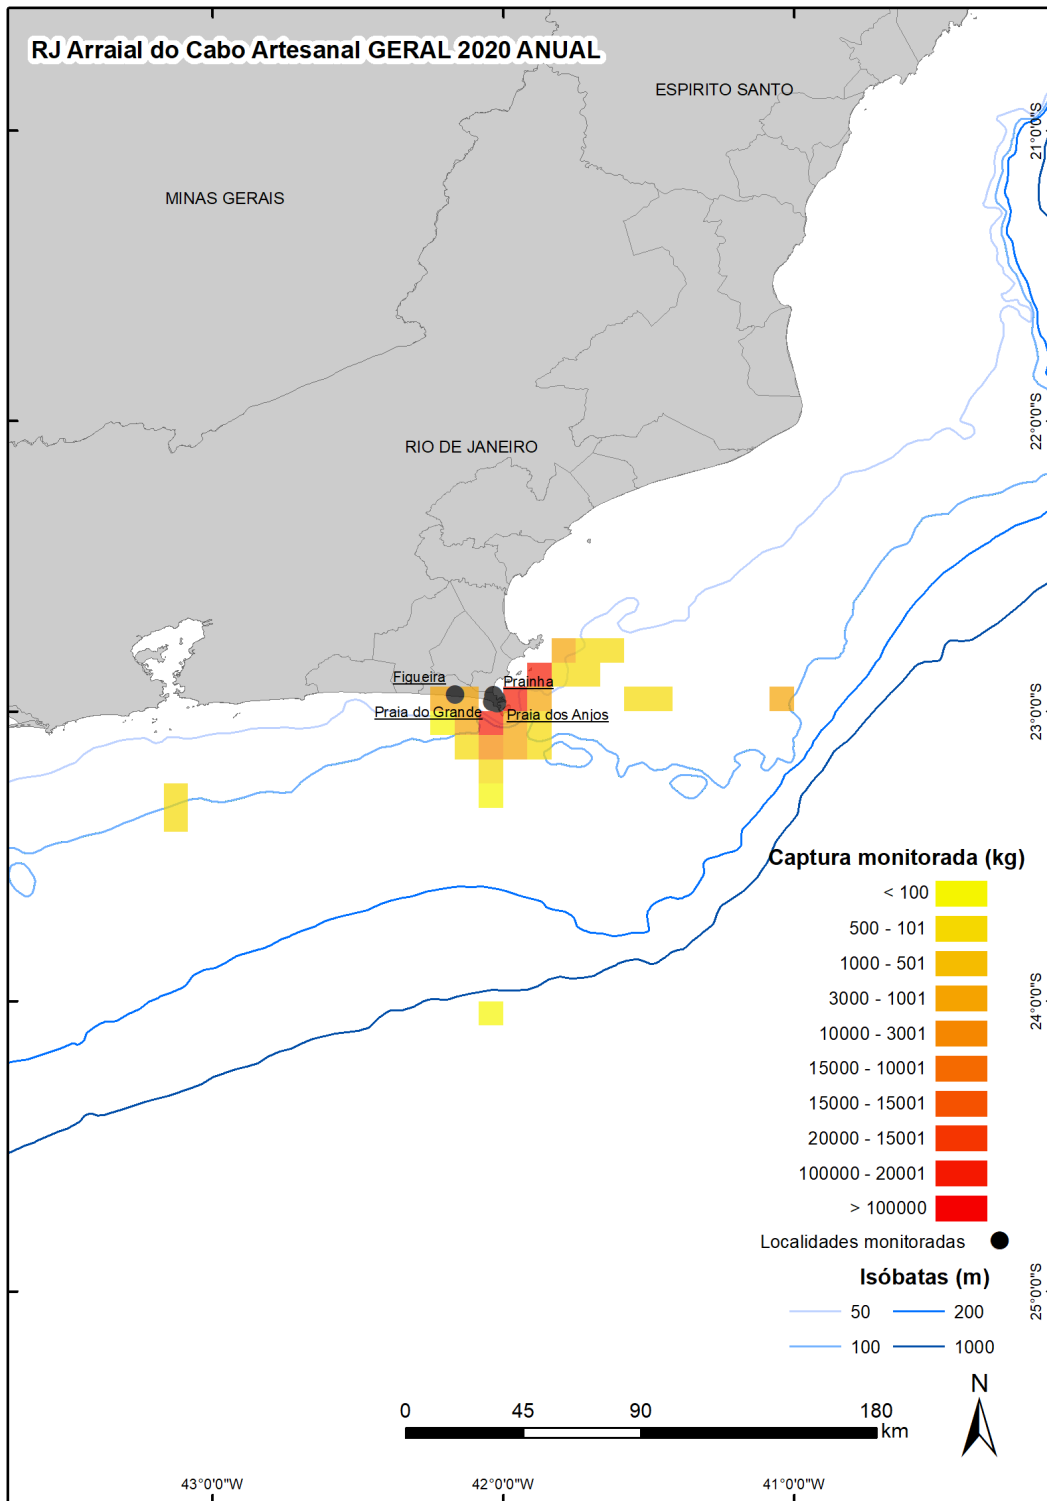 RJ Arraial do Cabo Artesanal GERAL 2020 ANUAL
ESPIRITO SANTO
MINAS GERAIS
RIO DE JANEIRO
Figueira
Prainha
Praia do Grande
Praia dos Anjos
21°0'0"S
22°0'0"S
23°0'0"S
24°0'0"S
25°0'0"S
Captura monitorada (kg)
< 100
500 - 101
1000 - 501
3000 - 1001
10000 - 3001
15000 - 10001
15000 - 15001
20000 - 15001
100000 - 20001
> 100000
Localidades monitoradas
Isóbatas (m)
50 200
100 1000
N
0 45 90 180
km
43°0'0"W 42°0'0"W 41°0'0"W